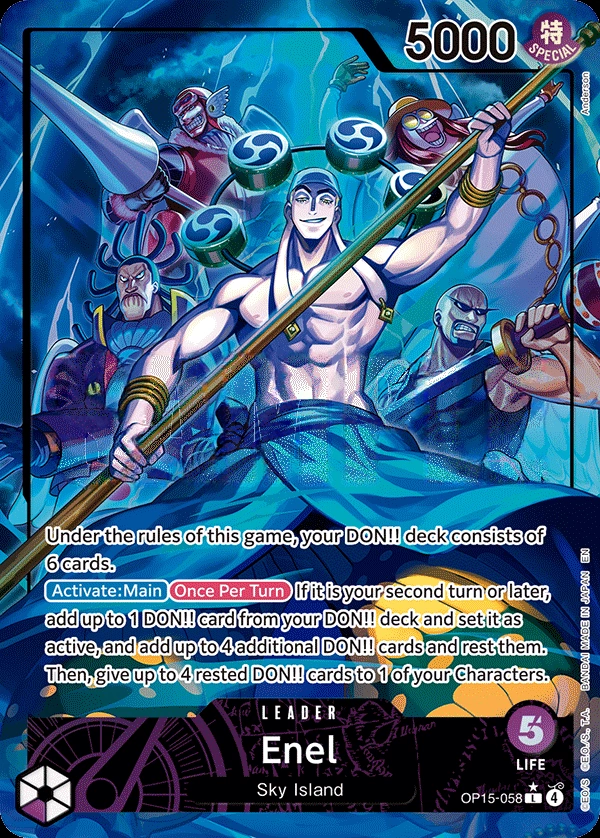 5000
特
SPECIAL
Anderson
Under the rules of this game, your DON!! deck consists of
6 cards.
Activate:Main Once Per Turn If it is your second turn or later,
add up to 1 DON!! card from your DON!! deck and set it as
active, and add up to 4 additional DON!! cards and rest them.
Then, give up to 4 rested DON!! cards to 1 of your Characters.
©EO/S ©E.O./S., T.A. BANDAI MADE IN JAPAN EN
LEADER
Enel
Sky Island
5
LIFE
OP15-058 L 4